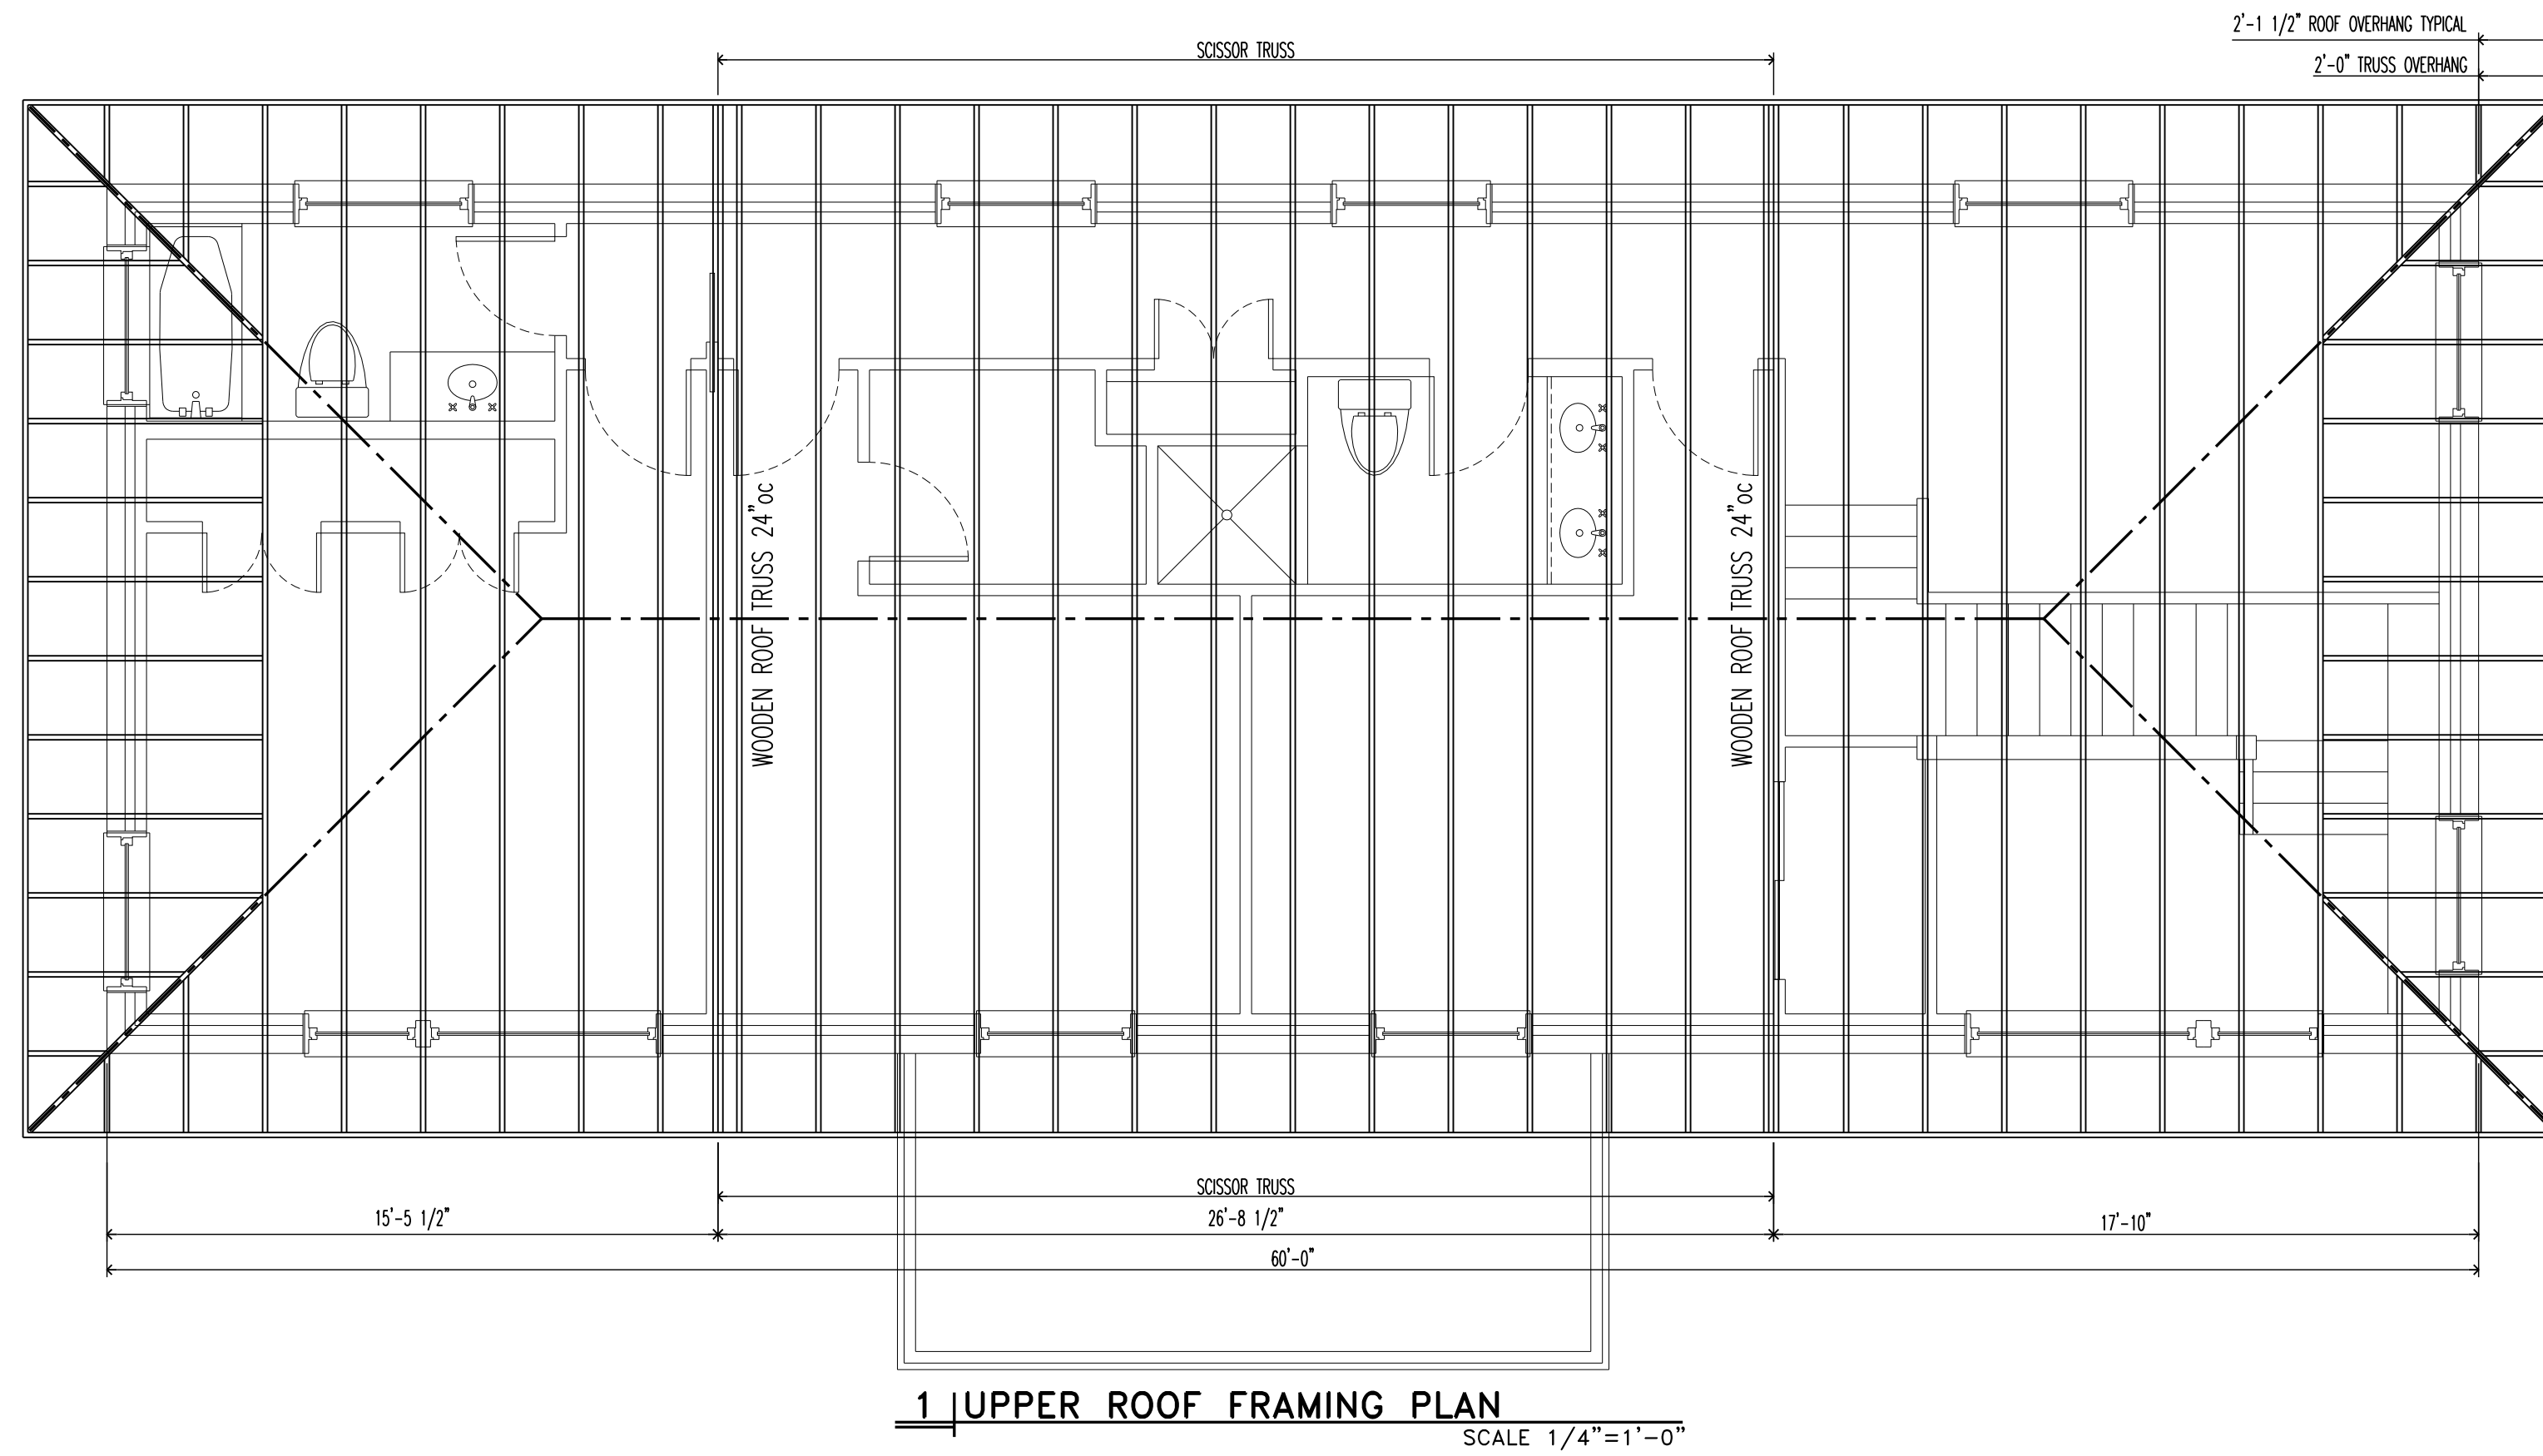 2'-1 1/2" ROOF OVERHANG TYPICAL
SCISSOR TRUSS
2'-0" TRUSS OVERHANG
WOODEN ROOF TRUSS 24"oc
WOODEN ROOF TRUSS 24"oc
SCISSOR TRUSS
15'-5 1/2"
26'-8 1/2"
17'-10"
60'-0"
1 UPPER ROOF FRAMING PLAN
SCALE 1/4"=1'-0"